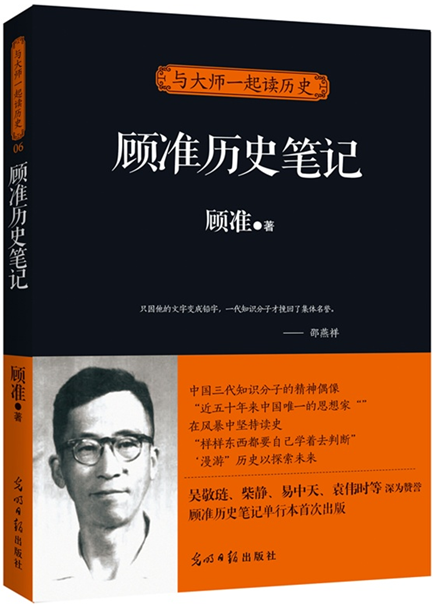 与大师一起读历史
06
顾准历史笔记
顾准●著
与大师一起读历史
顾准历史笔记
顾准●著
只因他的文字变成铅字，一代知识分子才挽回了集体名誉。
—— 邵燕祥
中国三代知识分子的精神偶像
“近五十年来中国唯一的思想家“”
在风暴中坚持读史
“样样东西都要自己学着去判断”
‘漫游”历史以探索未来
吴敬琏、柴静、易中天、袁伟时等 深为赞誉
顾准历史笔记单行本首次出版
光明日报出版社